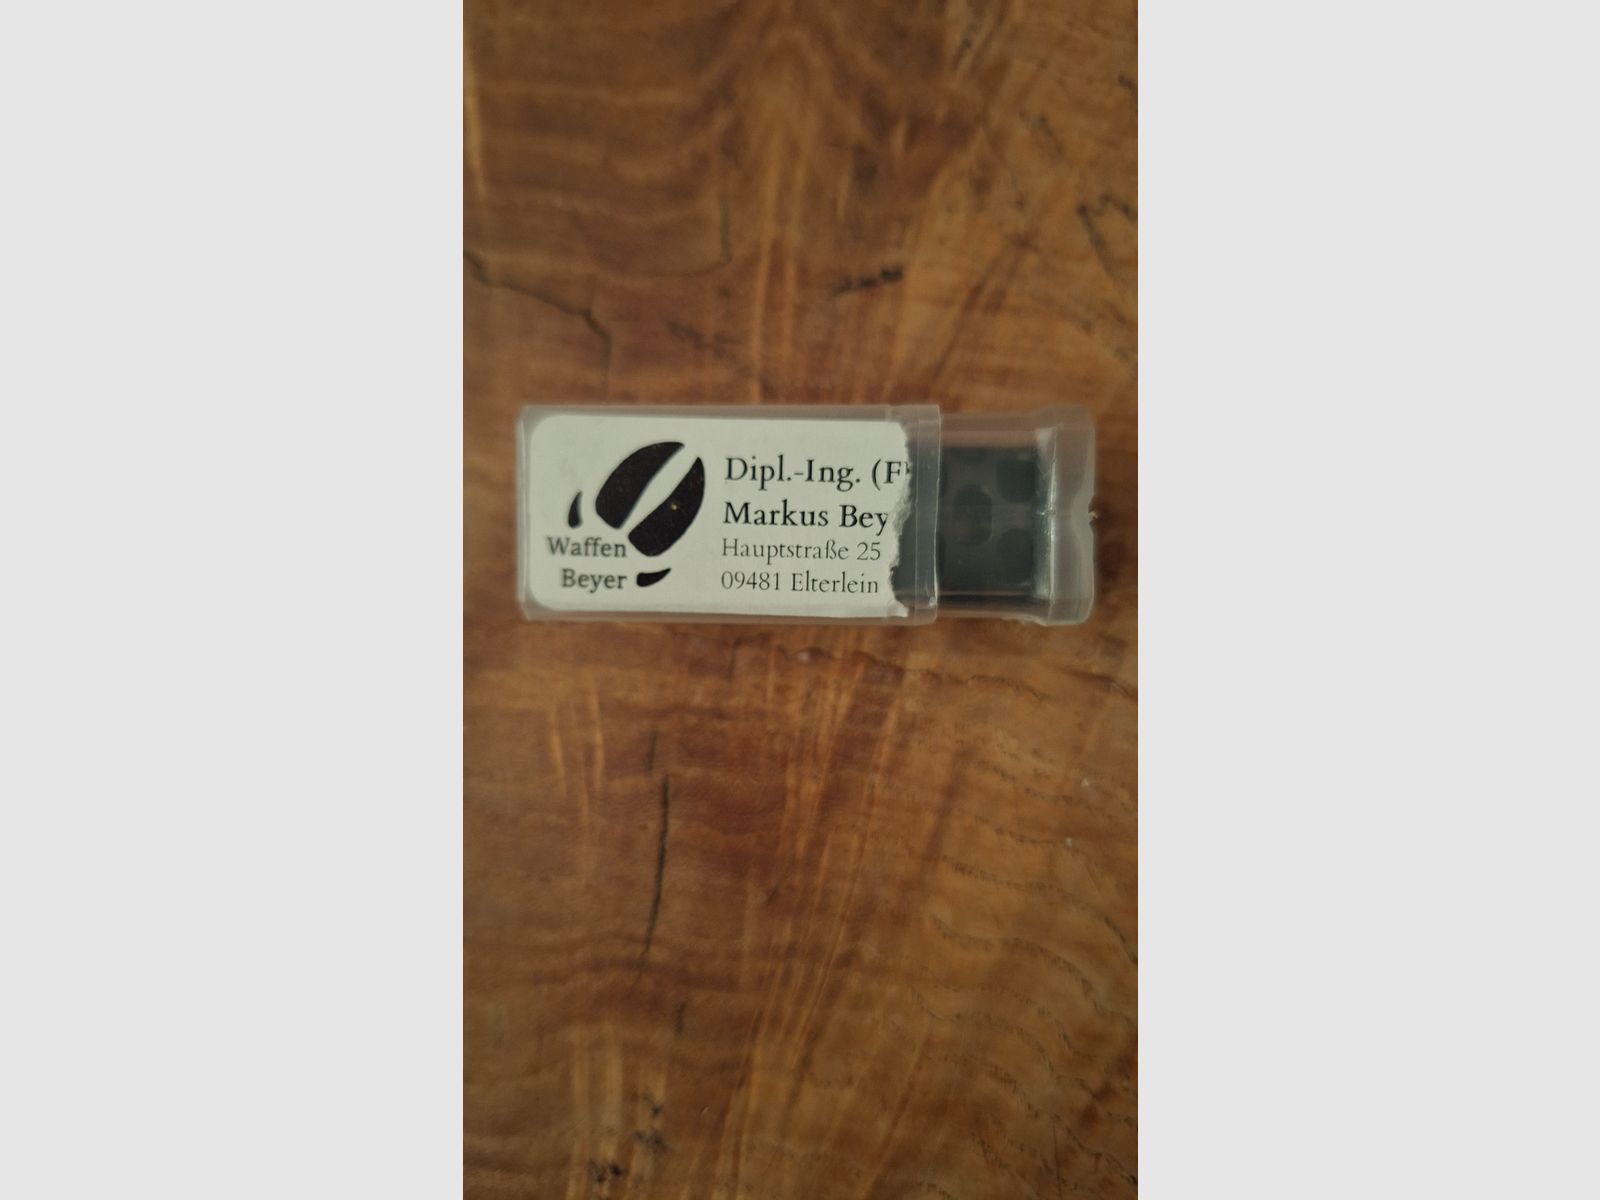 Waffen
Beyer
Dipl.-Ing. (F
Markus Bey
Hauptstraße 25
09481 Elterlein